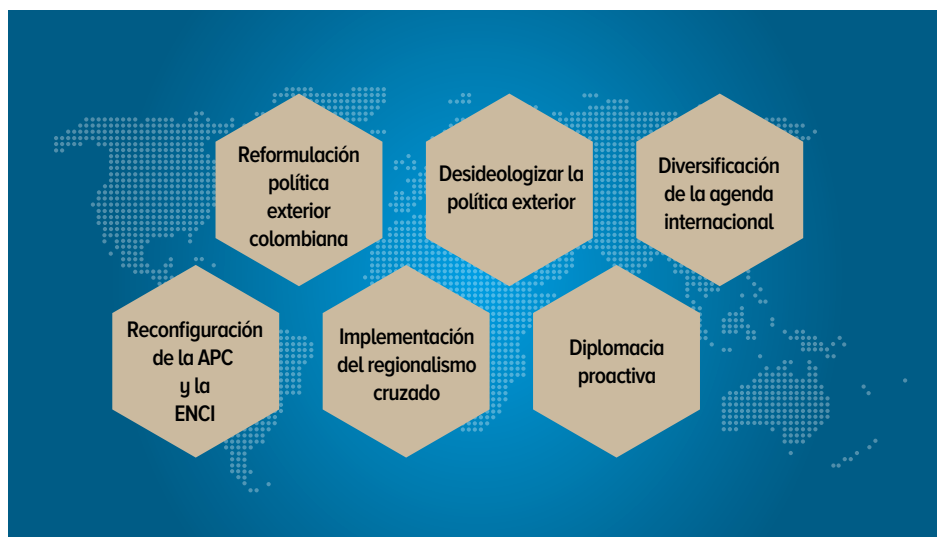 Reformulación
política
exterior
colombiana
Desideologizar la
política exterior
Diversificación
de la agenda
internacional
Reconfiguración
de la APC
y la
ENCI
Implementación
del regionalismo
cruzado
Diplomacia
proactiva